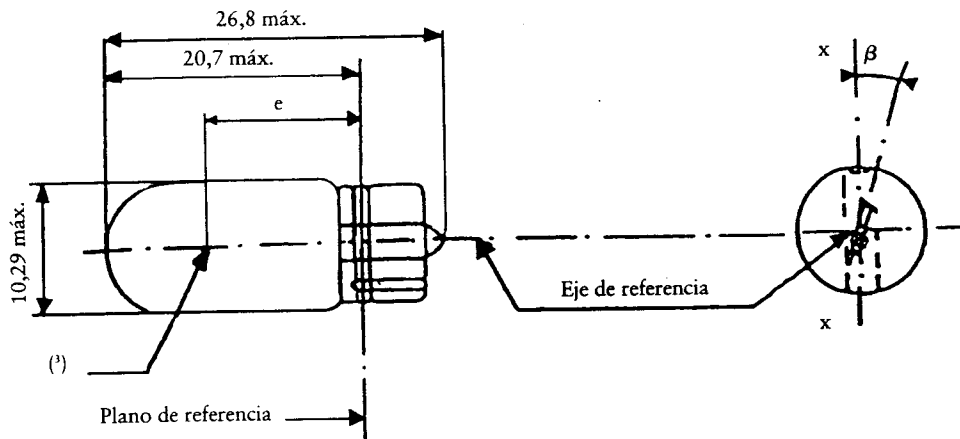 26,8 máx.
20,7 máx.
e
10,29 máx.
(³)
Plano de referencia
Eje de referencia
x
β
x